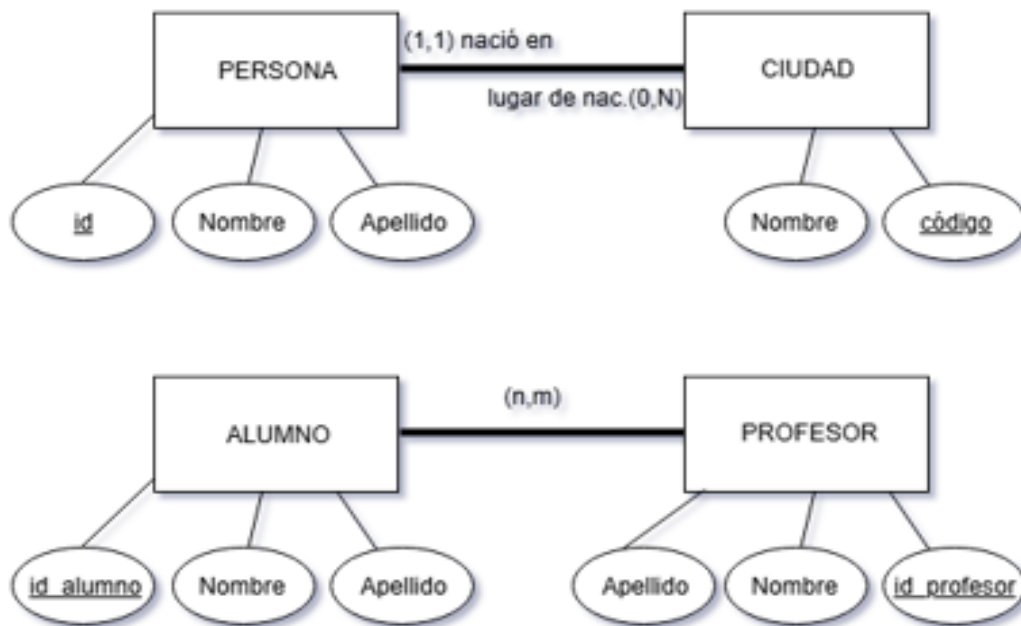 (1,1) nació en
PERSONA
CIUDAD
lugar de nac.(0,N)
id
Nombre
Apellido
Nombre
código
(n,m)
ALUMNO
PROFESOR
id_alumno
Nombre
Apellido
Apellido
Nombre
id_profesor